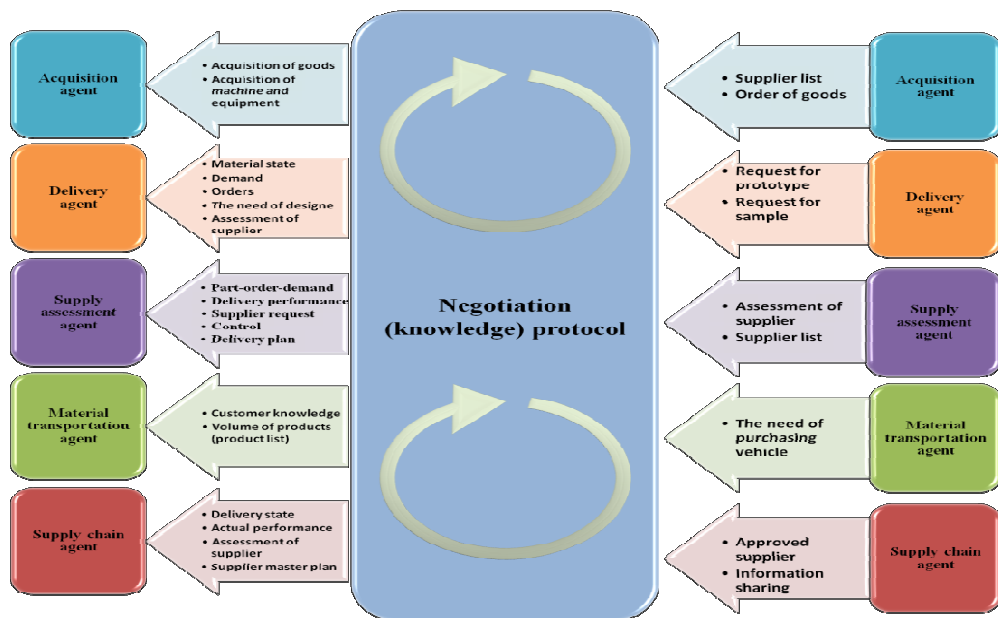 Acquisition
agent
• Acquisition of goods
• Acquisition of
machine and
equipment
Delivery
agent
• Material state
• Demand
• Orders
• The need of designe
• Assessment of
supplier
Supply
assessment
agent
• Part-order-demand
• Delivery performance
• Supplier request
• Control
• Delivery plan
Material
transportation
agent
• Customer knowledge
• Volume of products
(product list)
Supply chain
agent
• Delivery state
• Actual performance
• Assessment of
supplier
• Supplier master plan
Negotiation
(knowledge) protocol
• Supplier list
• Order of goods
Acquisition
agent
• Request for
prototype
• Request for
sample
Delivery
agent
• Assessment of
supplier
• Supplier list
Supply
assessment
agent
• The need of
purchasing
vehicle
Material
transportation
agent
• Approved
supplier
• Information
sharing
Supply chain
agent